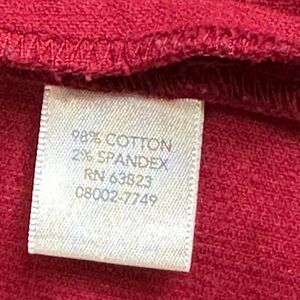 98% COTTON
2% SPANDEX
RN 63823
08002-7749